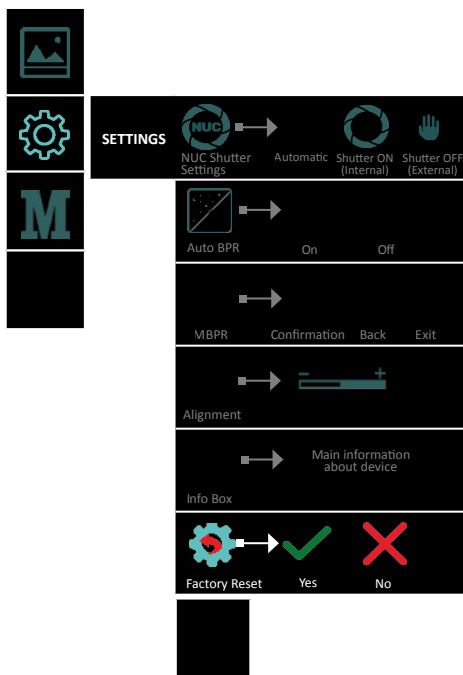 SETTINGS
NUC
NUC Shutter
Settings
Automatic
Shutter ON
(Internal)
Shutter OFF
(External)
M
Auto BPR
On
Off
MBPR
Confirmation
Back
Exit
- +
Alignment
Main information
about device
Info Box
Factory Reset
Yes
No